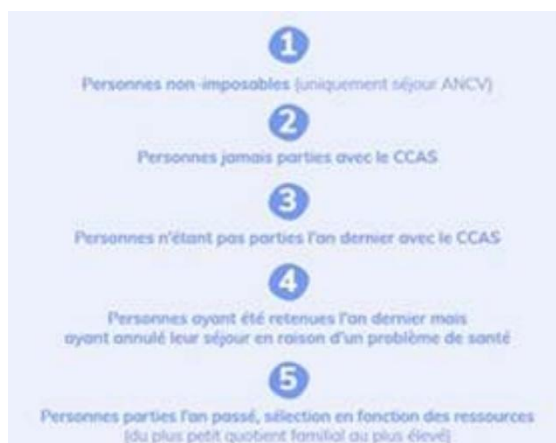 1
Personnes non-imposables (uniquement séjour ANCV)
2
Personnes jamais parties avec le CCAS
3
Personnes n'étant pas parties l'an dernier avec le CCAS
4
Personnes ayant été retenues l'an dernier mais
ayant annulé leur séjour en raison d'un problème de santé
5
Personnes parties l'an passé, sélection en fonction des ressources
(du plus petit quotient familial au plus élevé)